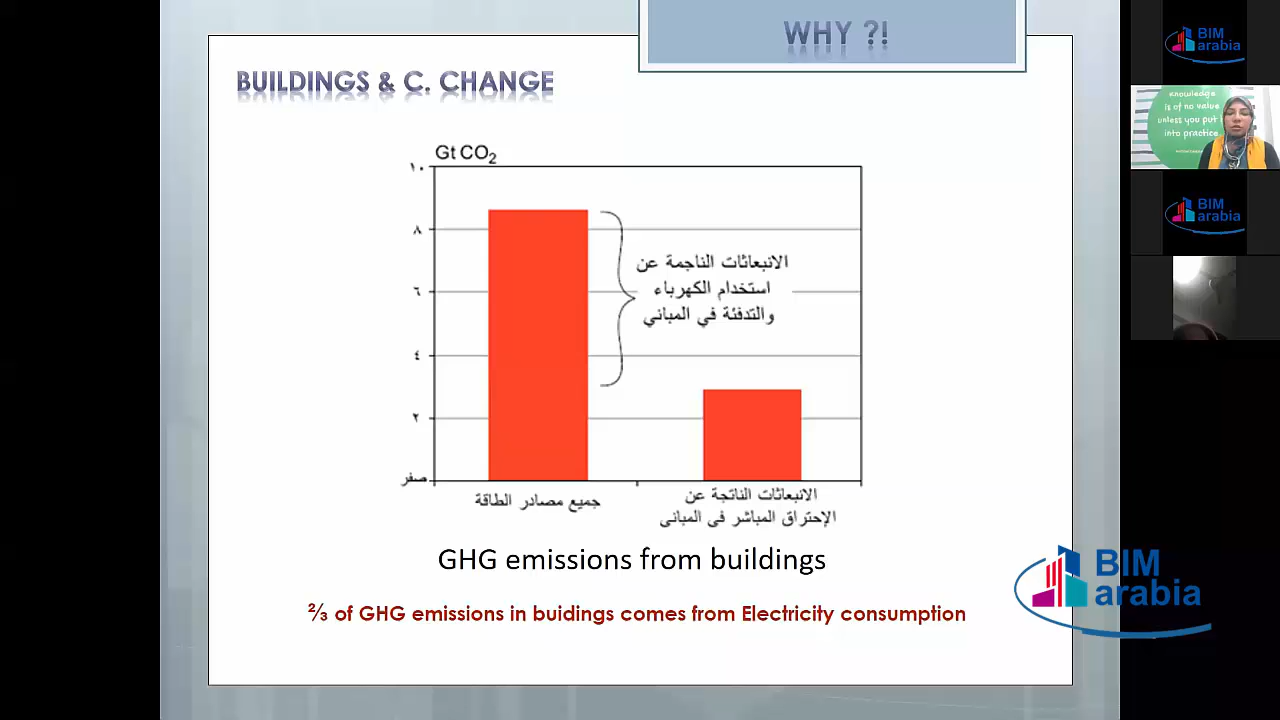 WHY ?!
BUILDINGS & C. CHANGE
Gt CO₂
١٠
٨
٦
٤
٢
صفر
الانبعاثات الناجمة عن
استخدام الكهرباء
والتدفئة في المباني
جميع مصادر الطاقة
الانبعاثات الناتجة عن
الإحتراق المباشر فى المبانى
GHG emissions from buildings
⅔ of GHG emissions in buidings comes from Electricity consumption
BIM
arabia
BIM
arabia
knowledge
is of no value
unless you put
into practice
BIM
arabia